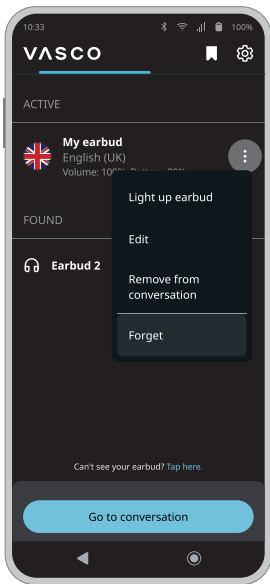 10:33
100%
VASCO
ACTIVE
My earbud
English (UK)
Volume: 100%
Light up earbud
FOUND
Edit
Earbud 2
Remove from
conversation
Forget
Can't see your earbud? Tap here.
Go to conversation